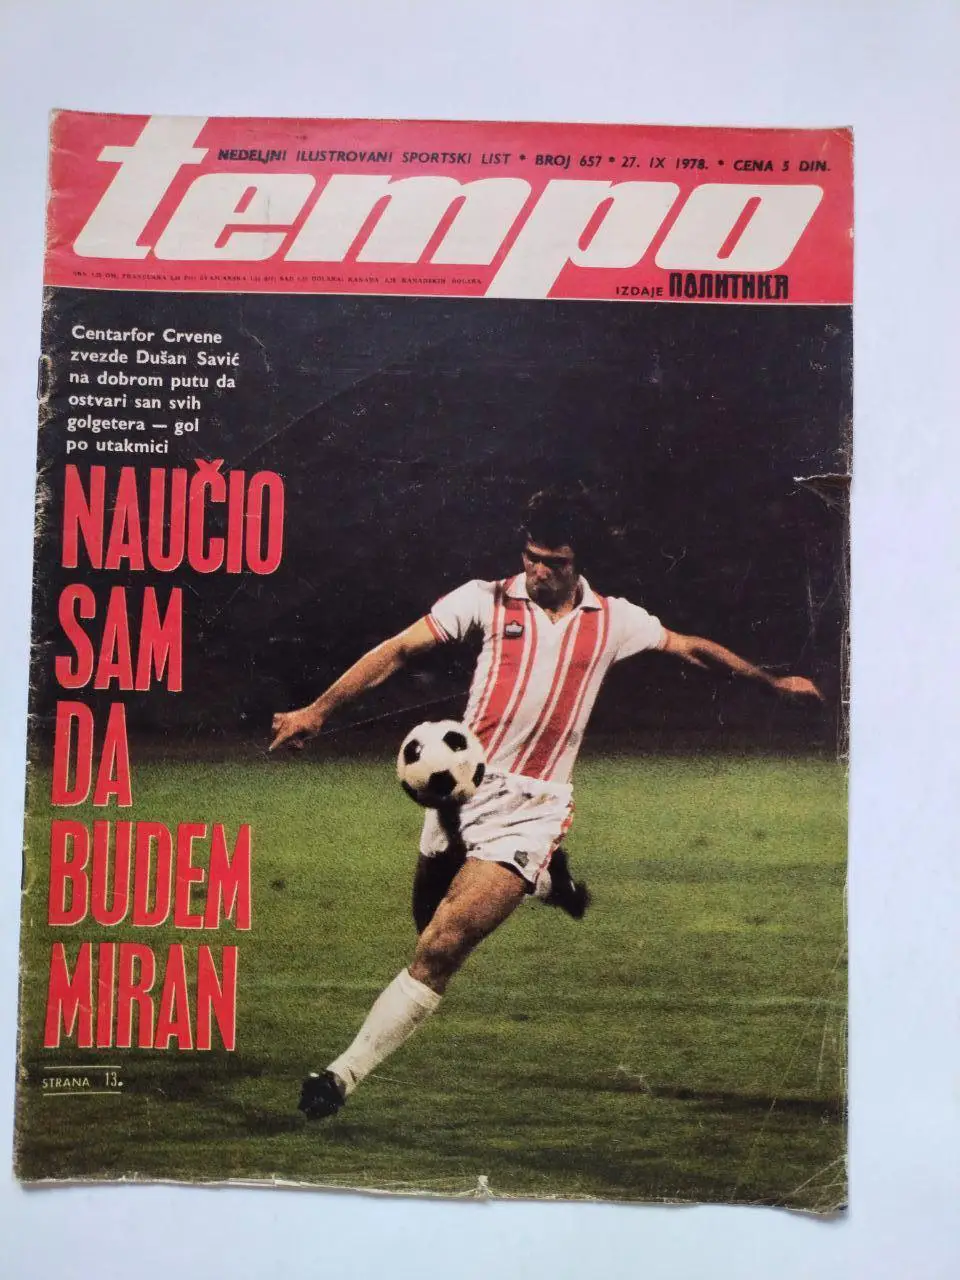 NEDELJNI ILUSTROVANI SPORTSKI LIST * BROJ 657 * 27. IX 1978. * CENA 5 DIN.
tempo
IZDAJE ПОЛИТИКА
Centarfor Crvene
zvezde Dušan Savić
na dobrom putu da
ostvari san svih
golgetera — gol
po utakmici
NAUČIO
SAM
DA
BUDEM
MIRAN
STRANA 13.